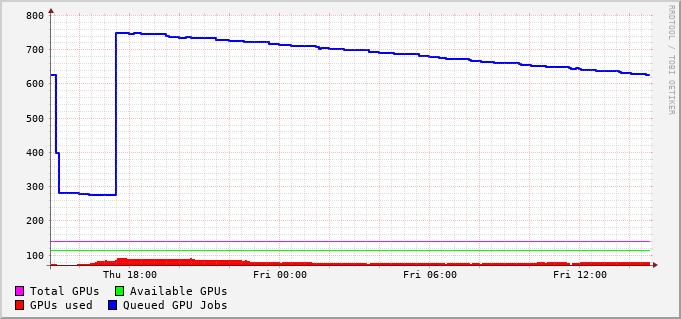 800
700
600
500
400
300
200
100
Thu 18:00 Fri 00:00 Fri 06:00 Fri 12:00
Total GPUs Available GPUs
GPUs used Queued GPU Jobs
RRDTOOL / TOBI OETIKER